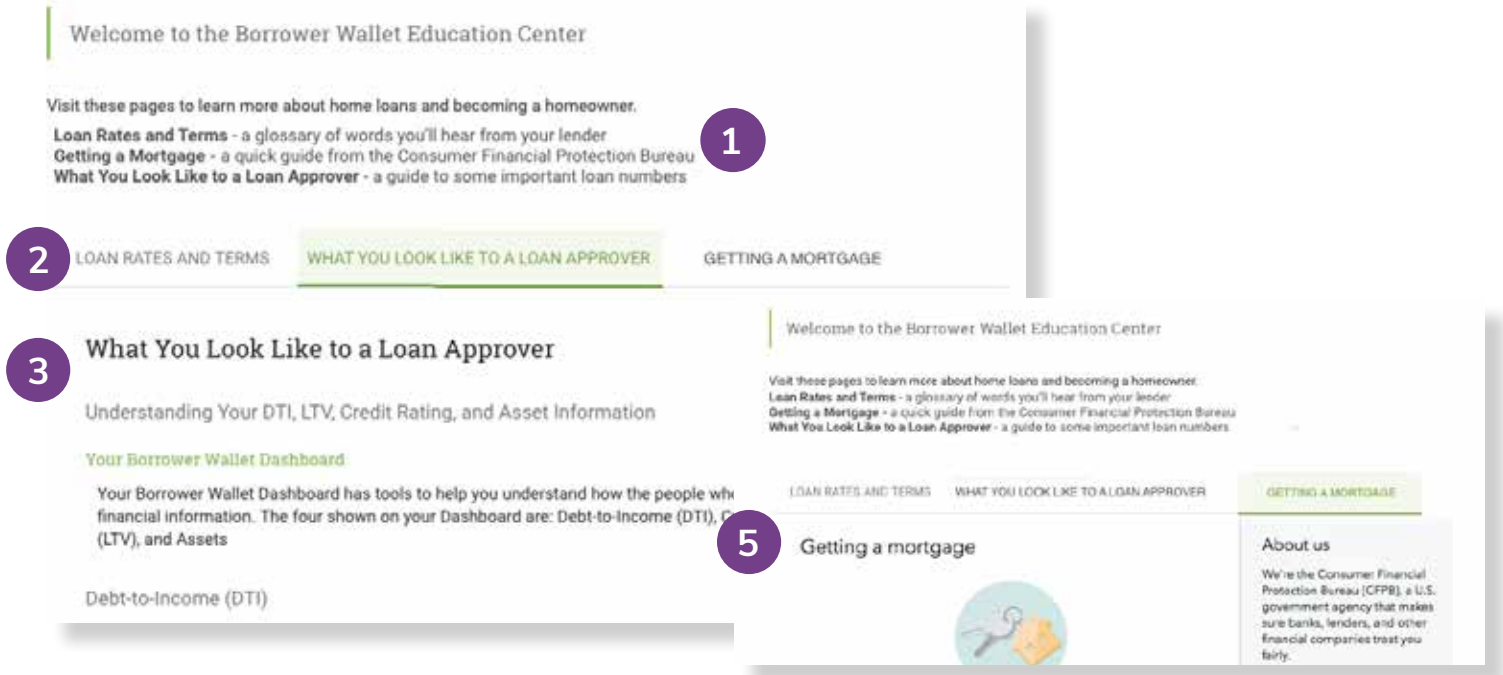 Welcome to the Borrower Wallet Education Center
Visit these pages to learn more about home loans and becoming a homeowner.
Loan Rates and Terms - a glossary of words you'll hear from your lender
Getting a Mortgage - a quick guide from the Consumer Financial Protection Bureau
What You Look Like to a Loan Approver - a guide to some important loan numbers
1
2
LOAN RATES AND TERMS WHAT YOU LOOK LIKE TO A LOAN APPROVER GETTING A MORTGAGE
3
What You Look Like to a Loan Approver
Understanding Your DTI, LTV, Credit Rating, and Asset Information
Your Borrower Wallet Dashboard
Your Borrower Wallet Dashboard has tools to help you understand how the people
financial information. The four shown on your Dashboard are: Debt-to-Income (DTI),
(LTV), and Assets
Debt-to-Income (DTI)
Welcome to the Borrower Wallet Education Center
Visit these pages to learn more about home loans and becoming a homeowner.
Loan Rates and Terms - a glossary of words you'll hear from your lender
Getting a Mortgage - a quick guide from the Consumer Financial Protection Bureau
What You Look Like to a Loan Approver - a guide to some important loan numbers
LOAN RATES AND TERMS WHAT YOU LOOK LIKE TO A LOAN APPROVER GETTING A MORTGAGE
5
Getting a mortgage
About us
We're the Consumer Financial
Protection Bureau (CFPB), a U.S.
government agency that makes
sure banks, lenders, and other
financial companies treat you
fairly.